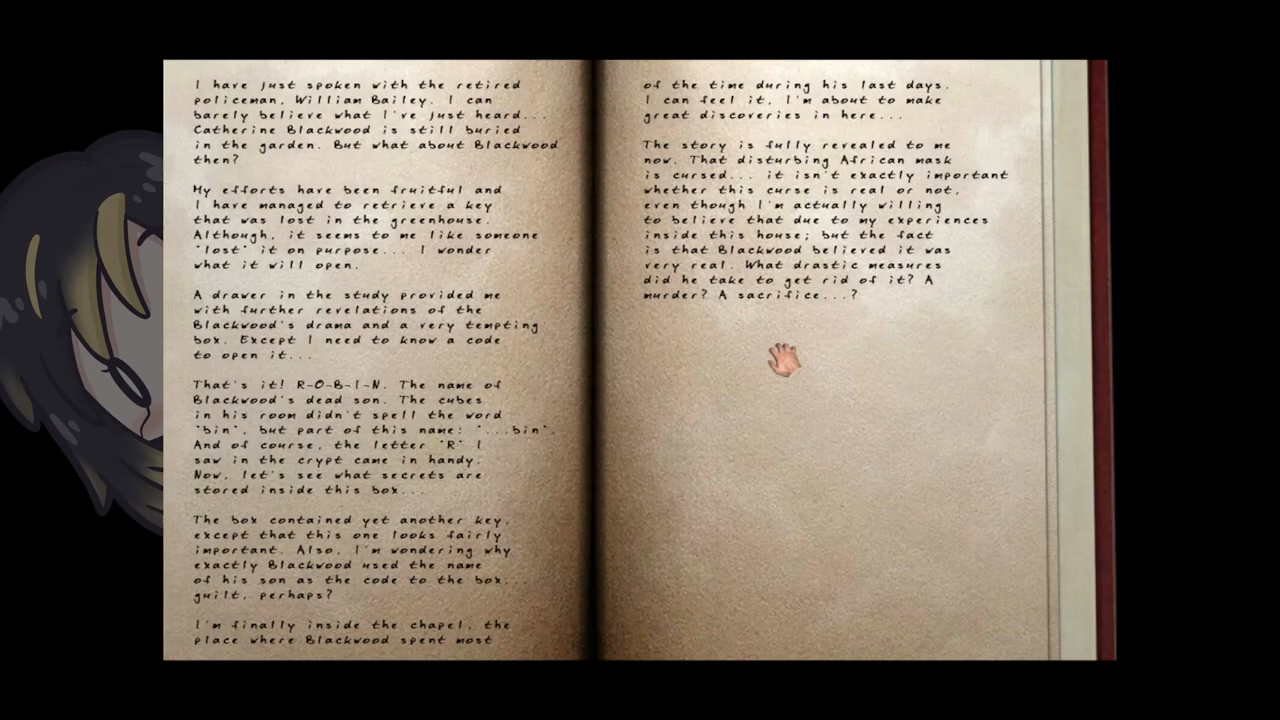 I have just spoken with the retired
policeman, William Bailey. I can
barely believe what I've just heard...
Catherine Blackwood is still buried
in the garden. But what about Blackwood
then?
My efforts have been fruitful and
I have managed to retrieve a key
that was lost in the greenhouse.
Although, it seems to me like someone
"lost" it on purpose... I wonder
what it will open.
A drawer in the study provided me
with further revelations of the
Blackwood's drama and a very tempting
box. Except I need to know a code
to open it...
That's it! R-O-B-I-N. The name of
Blackwood's dead son. The cubes
in his room didn't spell the word
"bin", but part of this name: "...bin".
And of course, the letter "R" I
saw in the crypt came in handy.
Now, let's see what secrets are
stored inside this box...
The box contained yet another key,
except that this one looks fairly
important. Also, I'm wondering why
exactly Blackwood used the name
of his son as the code to the box...
guilt, perhaps?
I'm finally inside the chapel, the
place where Blackwood spent most
of the time during his last days.
I can feel it, I'm about to make
great discoveries in here...
The story is fully revealed to me
now. That disturbing African mask
is cursed... it isn't exactly important
whether this curse is real or not,
even though I'm actually willing
to believe that due to my experiences
inside this house; but the fact
is that Blackwood believed it was
very real. What drastic measures
did he take to get rid of it? A
murder? A sacrifice...?